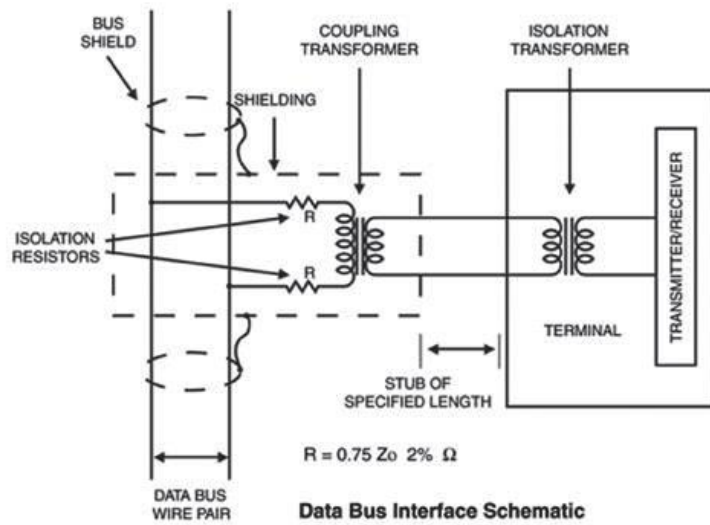 BUS
SHIELD
COUPLING
TRANSFORMER
ISOLATION
TRANSFORMER
SHIELDING
R
ISOLATION
RESISTORS
R
TRANSMITTER/RECEIVER
TERMINAL
STUB OF
SPECIFIED LENGTH
R = 0.75 Zo 2% Ω
DATA BUS
WIRE PAIR
Data Bus Interface Schematic